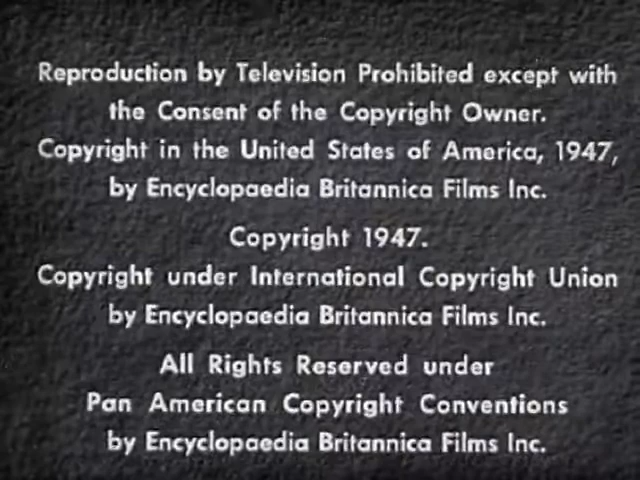 Reproduction by Television Prohibited except with
the Consent of the Copyright Owner.
Copyright in the United States of America, 1947,
by Encyclopaedia Britannica Films Inc.
Copyright 1947.
Copyright under International Copyright Union
by Encyclopaedia Britannica Films Inc.
All Rights Reserved under
Pan American Copyright Conventions
by Encyclopaedia Britannica Films Inc.